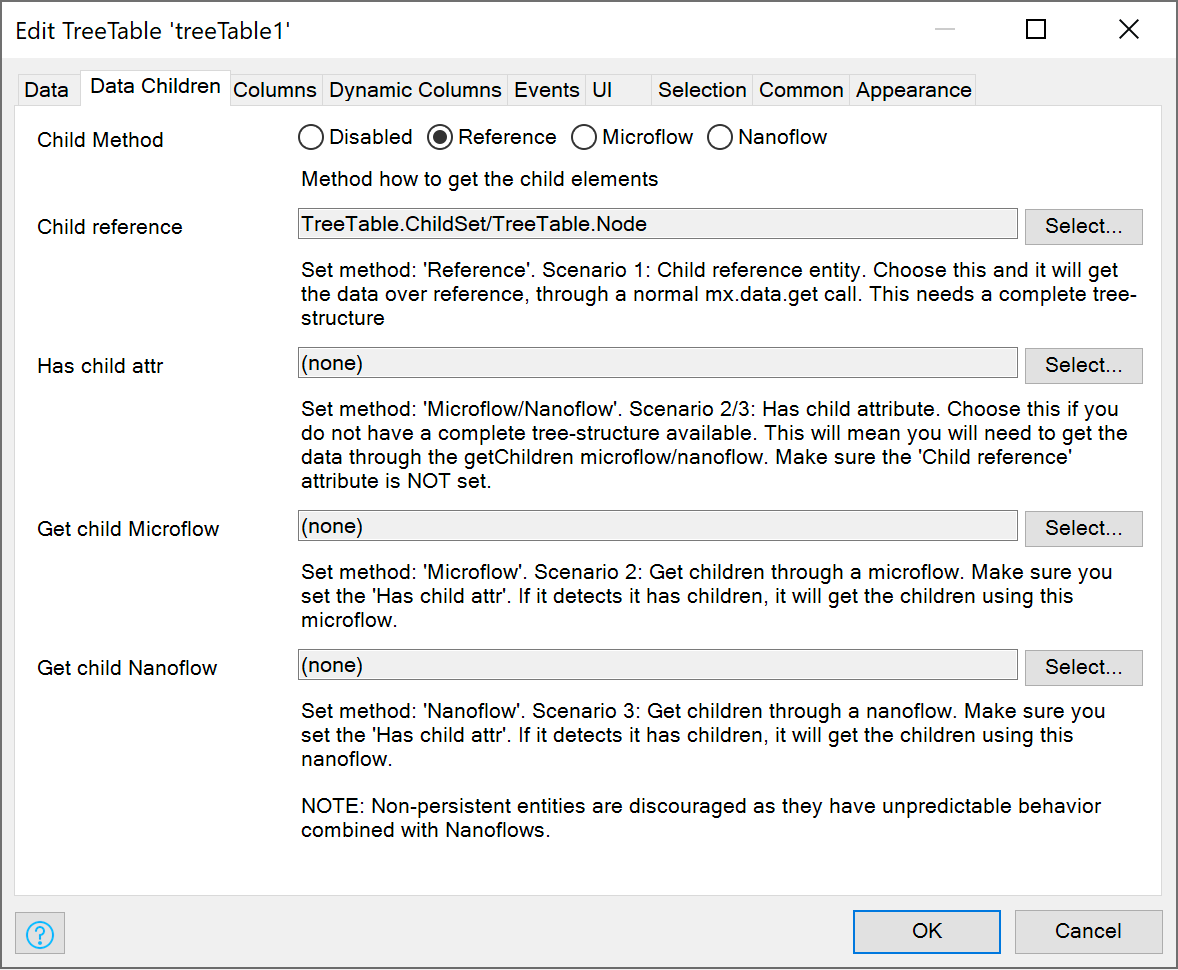 Edit TreeTable 'treeTable1'
Data Data Children Columns Dynamic Columns Events UI Selection Common Appearance
Child Method Disabled Reference Microflow Nanoflow
Method how to get the child elements
Child reference TreeTable.ChildSet/TreeTable.Node Select...
Set method: 'Reference'. Scenario 1: Child reference entity. Choose this and it will get
the data over reference, through a normal mx.data.get call. This needs a complete tree-
structure
Has child attr (none) Select...
Set method: 'Microflow/Nanoflow'. Scenario 2/3: Has child attribute. Choose this if you
do not have a complete tree-structure available. This will mean you will need to get the
data through the getChildren microflow/nanoflow. Make sure the 'Child reference'
attribute is NOT set.
Get child Microflow (none) Select...
Set method: 'Microflow'. Scenario 2: Get children through a microflow. Make sure you
set the 'Has child attr'. If it detects it has children, it will get the children using this
microflow.
Get child Nanoflow (none) Select...
Set method: 'Nanoflow'. Scenario 3: Get children through a nanoflow. Make sure you
set the 'Has child attr'. If it detects it has children, it will get the children using this
nanoflow.
NOTE: Non-persistent entities are discouraged as they have unpredictable behavior
combined with Nanoflows.
? OK Cancel